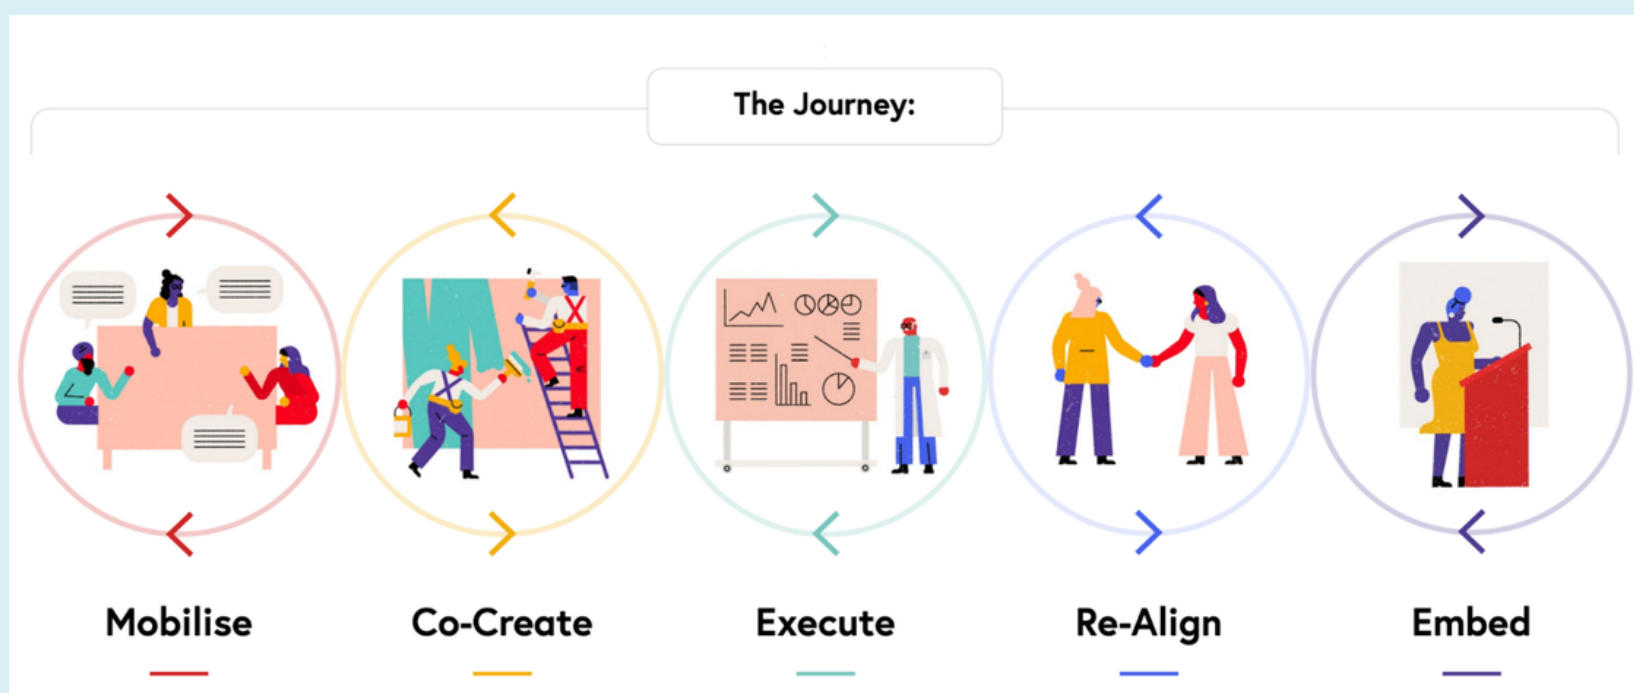 The Journey:
Mobilise
Co-Create
Execute
Re-Align
Embed